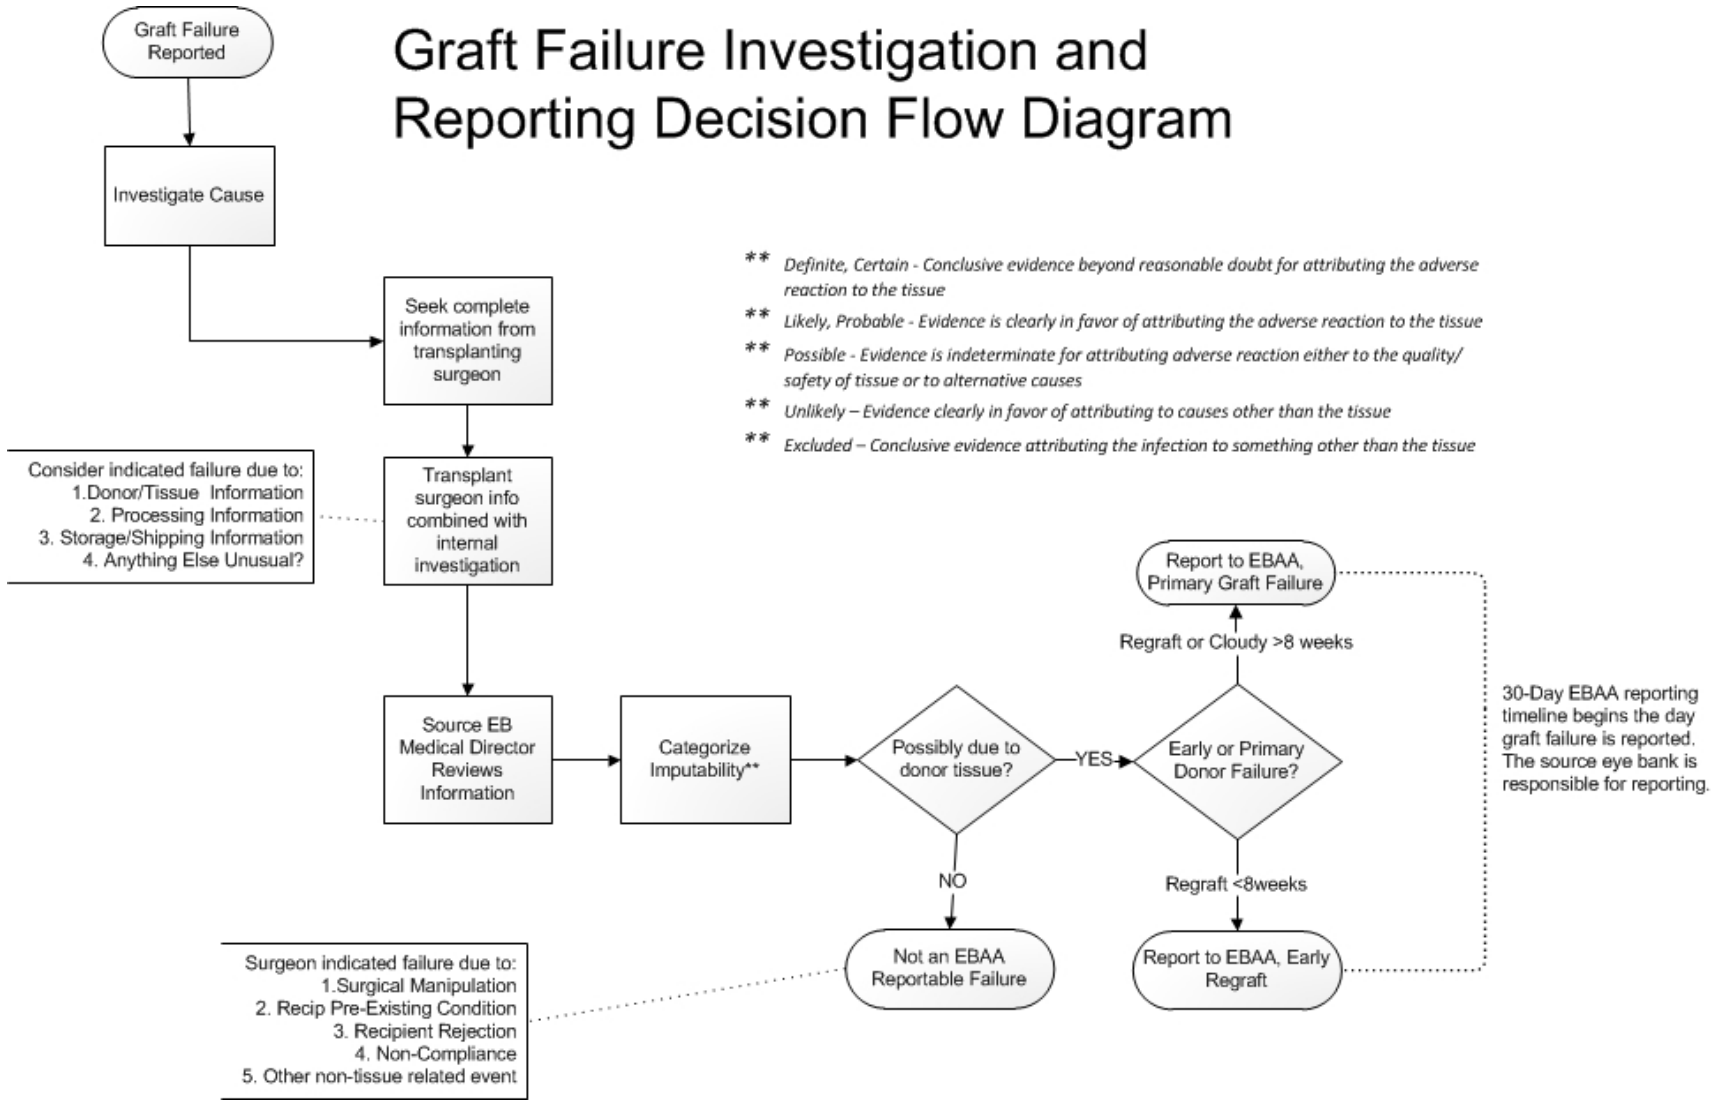 Graft Failure
Reported
Graft Failure Investigation and
Reporting Decision Flow Diagram
Investigate Cause
Seek complete
information from
transplanting
surgeon
** Definite, Certain - Conclusive evidence beyond reasonable doubt for attributing the adverse
reaction to the tissue
** Likely, Probable - Evidence is clearly in favor of attributing the adverse reaction to the tissue
** Possible - Evidence is indeterminate for attributing adverse reaction either to the quality/
safety of tissue or to alternative causes
** Unlikely – Evidence clearly in favor of attributing to causes other than the tissue
** Excluded – Conclusive evidence attributing the infection to something other than the tissue
Consider indicated failure due to:
1.Donor/Tissue Information
2. Processing Information
3. Storage/Shipping Information
4. Anything Else Unusual?
Transplant
surgeon info
combined with
internal
investigation
Source EB
Medical Director
Reviews
Information
Categorize
Imputability**
Possibly due to
donor tissue?
YES
Early or Primary
Donor Failure?
Regraft or Cloudy >8 weeks
Report to EBAA,
Primary Graft Failure
30-Day EBAA reporting
timeline begins the day
graft failure is reported.
The source eye bank is
responsible for reporting.
NO
Regraft <8weeks
Not an EBAA
Reportable Failure
Report to EBAA, Early
Regraft
Surgeon indicated failure due to:
1.Surgical Manipulation
2. Recip Pre-Existing Condition
3. Recipient Rejection
4. Non-Compliance
5. Other non-tissue related event